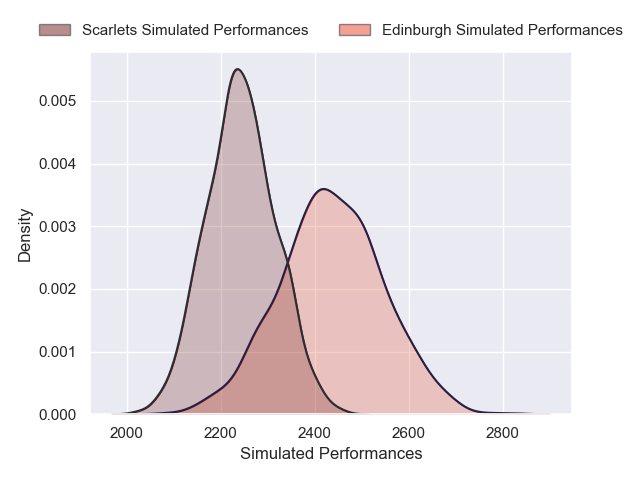 Scarlets Simulated Performances Edinburgh Simulated Performances
0.005
0.004
0.003
0.002
0.001
0.000
Density
2000 2200 2400 2600 2800
Simulated Performances